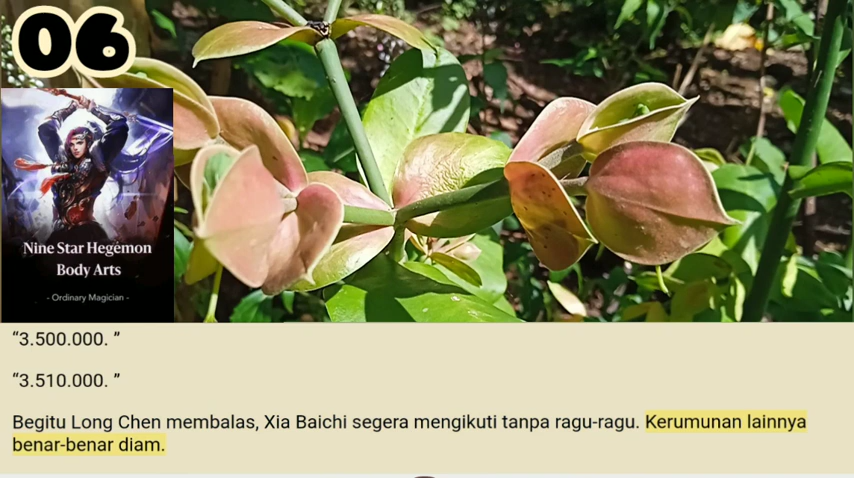 06
Nine Star Hegemon
Body Arts
- Ordinary Magician -
“3.500.000. ”
“3.510.000. ”
Begitu Long Chen membalas, Xia Baichi segera mengikuti tanpa ragu-ragu. Kerumunan lainnya
benar-benar diam.